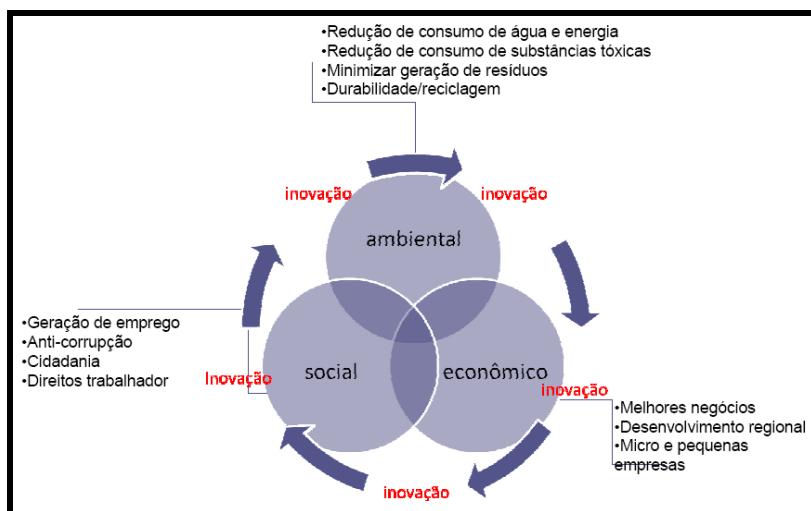 •Redução de consumo de água e energia
•Redução de consumo de substâncias tóxicas
•Minimizar geração de resíduos
•Durabilidade/reciclagem
inovação
inovação
ambiental
•Geração de emprego
•Anti-corrupção
•Cidadania
•Direitos trabalhador
Inovação
social
econômico
inovação
•Melhores negócios
•Desenvolvimento regional
•Micro e pequenas
empresas
inovação